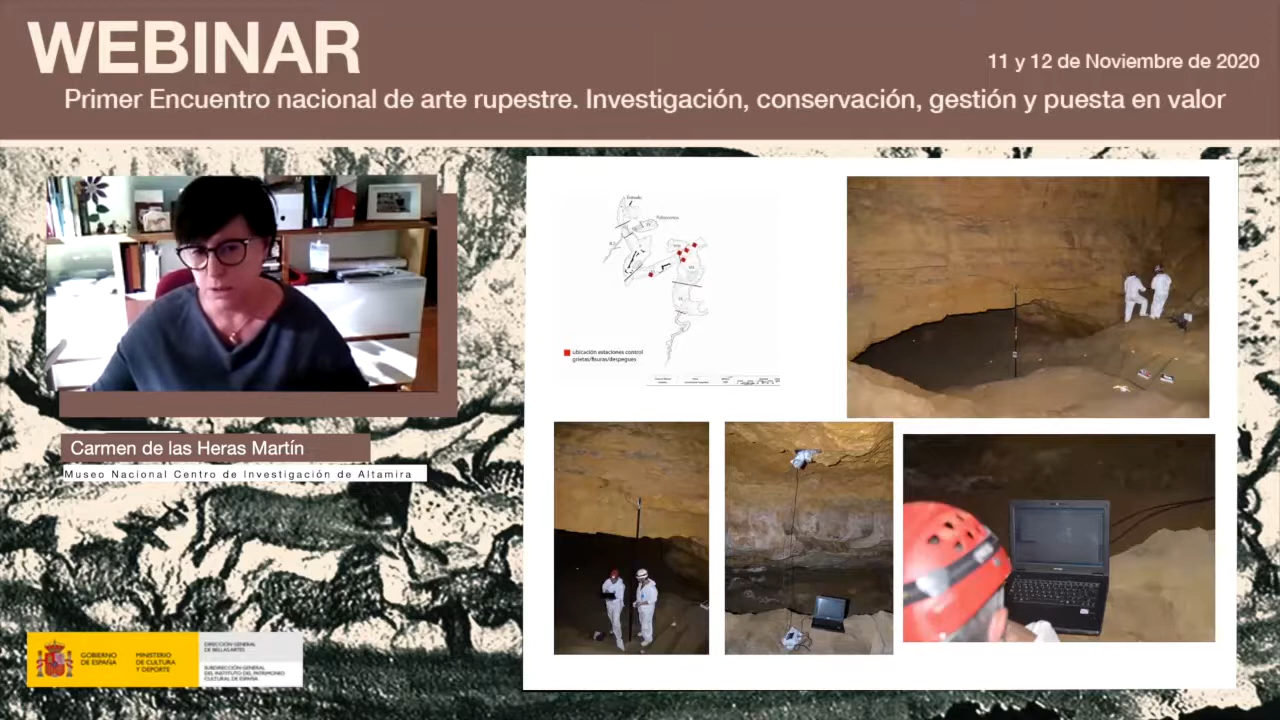 WEBINAR
11 y 12 de Noviembre de 2020
Primer Encuentro nacional de arte rupestre. Investigación, conservación, gestión y puesta en valor
Carmen de las Heras Martín
Museo Nacional Centro de Investigación de Altamira
Entrada
Polícromos
ubicación estaciones control
grietas/fisuras/despegues
GOBIERNO
DE ESPAÑA
MINISTERIO
DE CULTURA
Y DEPORTE
DIRECCIÓN GENERAL
DE BELLAS ARTES
SUBDIRECCIÓN GENERAL
DEL INSTITUTO DEL PATRIMONIO
CULTURAL DE ESPAÑA